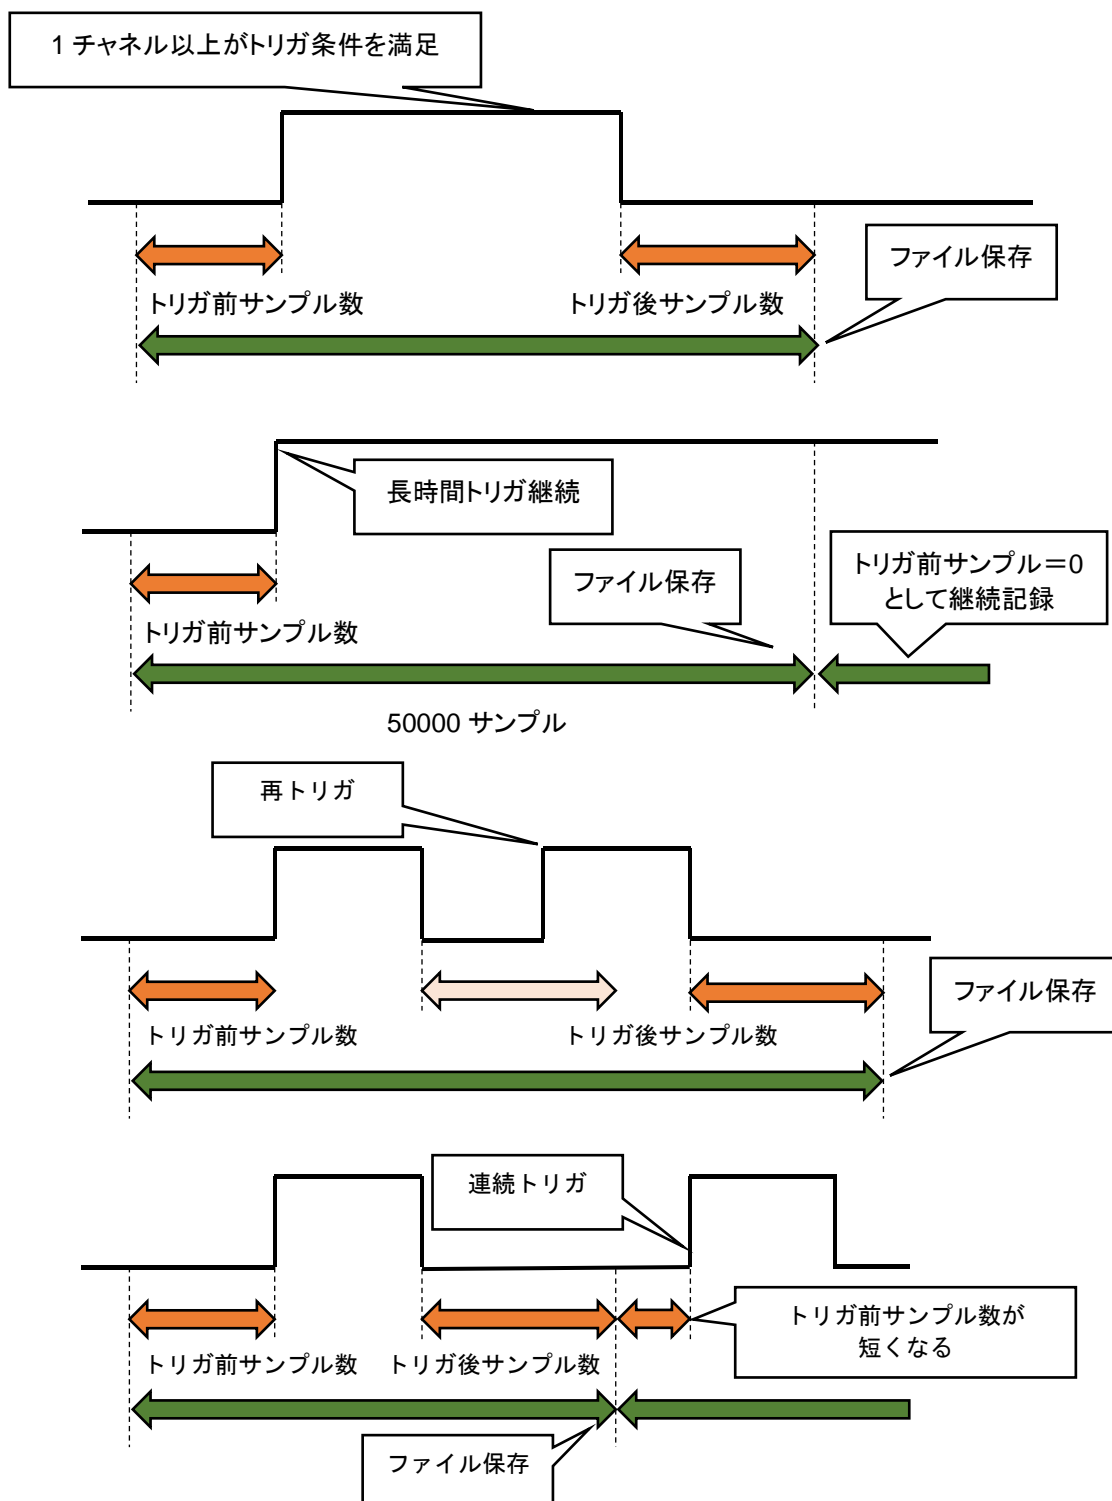 1 チャネル以上がトリガ条件を満足
ファイル保存
トリガ前サンプル数
トリガ後サンプル数
長時間トリガ継続
ファイル保存
トリガ前サンプル=0
として継続記録
トリガ前サンプル数
50000 サンプル
再トリガ
ファイル保存
トリガ前サンプル数
トリガ後サンプル数
連続トリガ
トリガ前サンプル数が
短くなる
トリガ前サンプル数
トリガ後サンプル数
ファイル保存